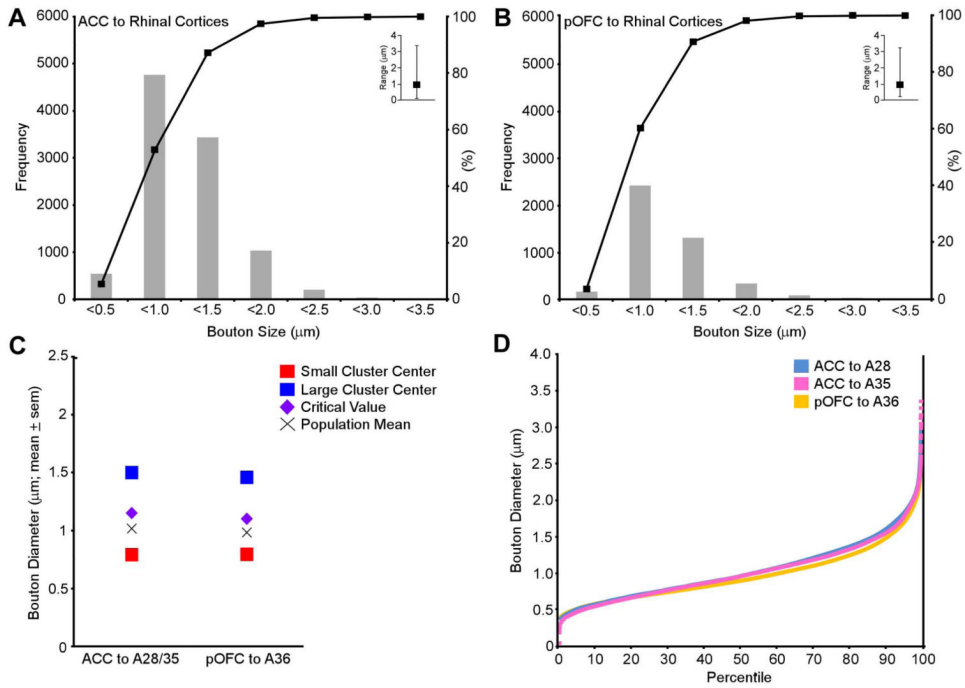 A
ACC to Rhinal Cortices
6000
5000
4000
3000
2000
1000
0
Frequency
<0.5 <1.0 <1.5 <2.0 <2.5 <3.0 <3.5
Bouton Size (μm)
100
80
60
40
20
0
(%)
Range (μm)
4
3
2
1
0
B
pOFC to Rhinal Cortices
6000
5000
4000
3000
2000
1000
0
Frequency
<0.5 <1.0 <1.5 <2.0 <2.5 <3.0 <3.5
Bouton Size (μm)
100
80
60
40
20
0
(%)
Range (μm)
4
3
2
1
0
C
2.5
2
1.5
1
0.5
0
Bouton Diameter (μm; mean ± sem)
Small Cluster Center
Large Cluster Center
Critical Value
Population Mean
ACC to A28/35 pOFC to A36
D
4.0
3.5
3.0
2.5
2.0
1.5
1.0
0.5
0
Bouton Diameter (μm)
ACC to A28
ACC to A35
pOFC to A36
0 10 20 30 40 50 60 70 80 90 100
Percentile